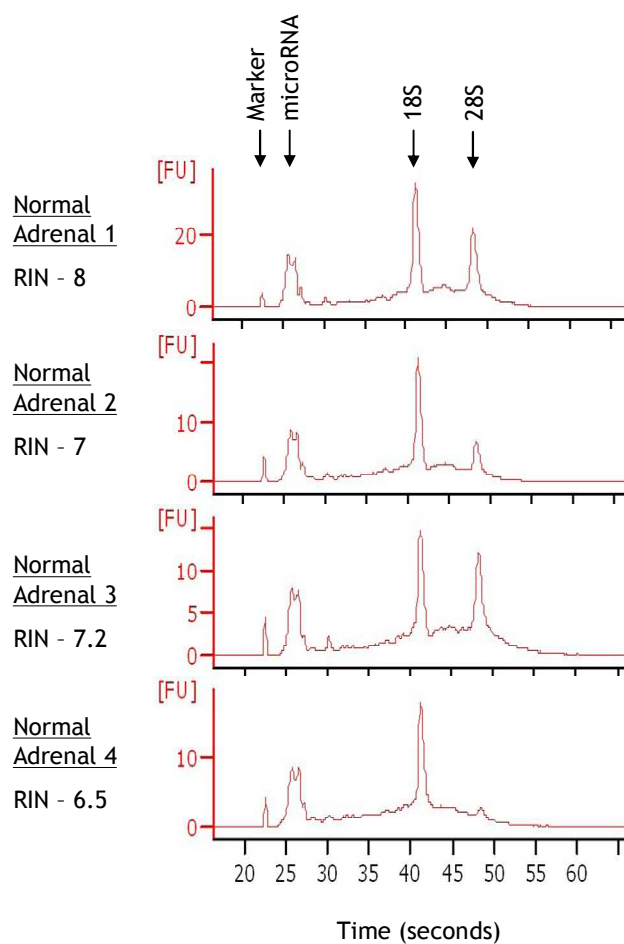 Marker
microRNA
18S
28S
Normal
Adrenal 1
RIN – 8
[FU]
20
0
Normal
Adrenal 2
RIN – 7
[FU]
10
0
Normal
Adrenal 3
RIN – 7.2
[FU]
10
5
0
Normal
Adrenal 4
RIN – 6.5
[FU]
10
0
20 25 30 35 40 45 50 55 60
Time (seconds)